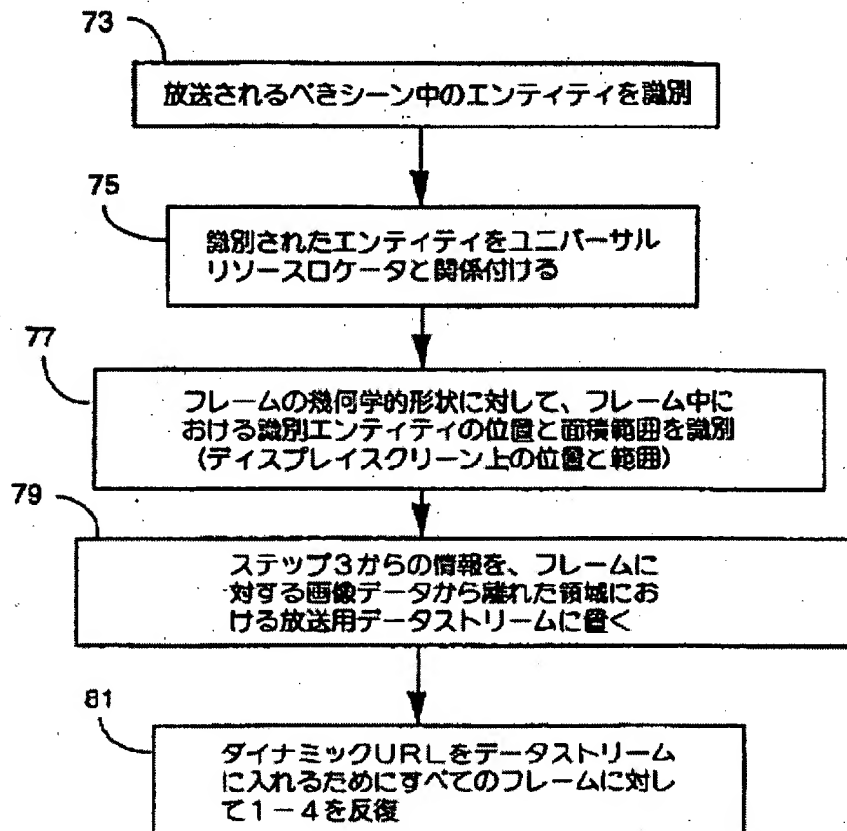 73
放送されるべきシーン中のエンティティを識別
75
識別されたエンティティをユニバーサル
リソースロケータと関係付ける
77
フレームの幾何学的形状に対して、フレーム中に
おける識別エンティティの位置と面積範囲を識別
(ディスプレイスクリーン上の位置と範囲)
79
ステップ3からの情報を、フレームに
対する画像データから離れた領域にお
ける放送用データストリームに置く
81
ダイナミックURLをデータストリーム
に入れるためにすべてのフレームに対し
て1-4を反復